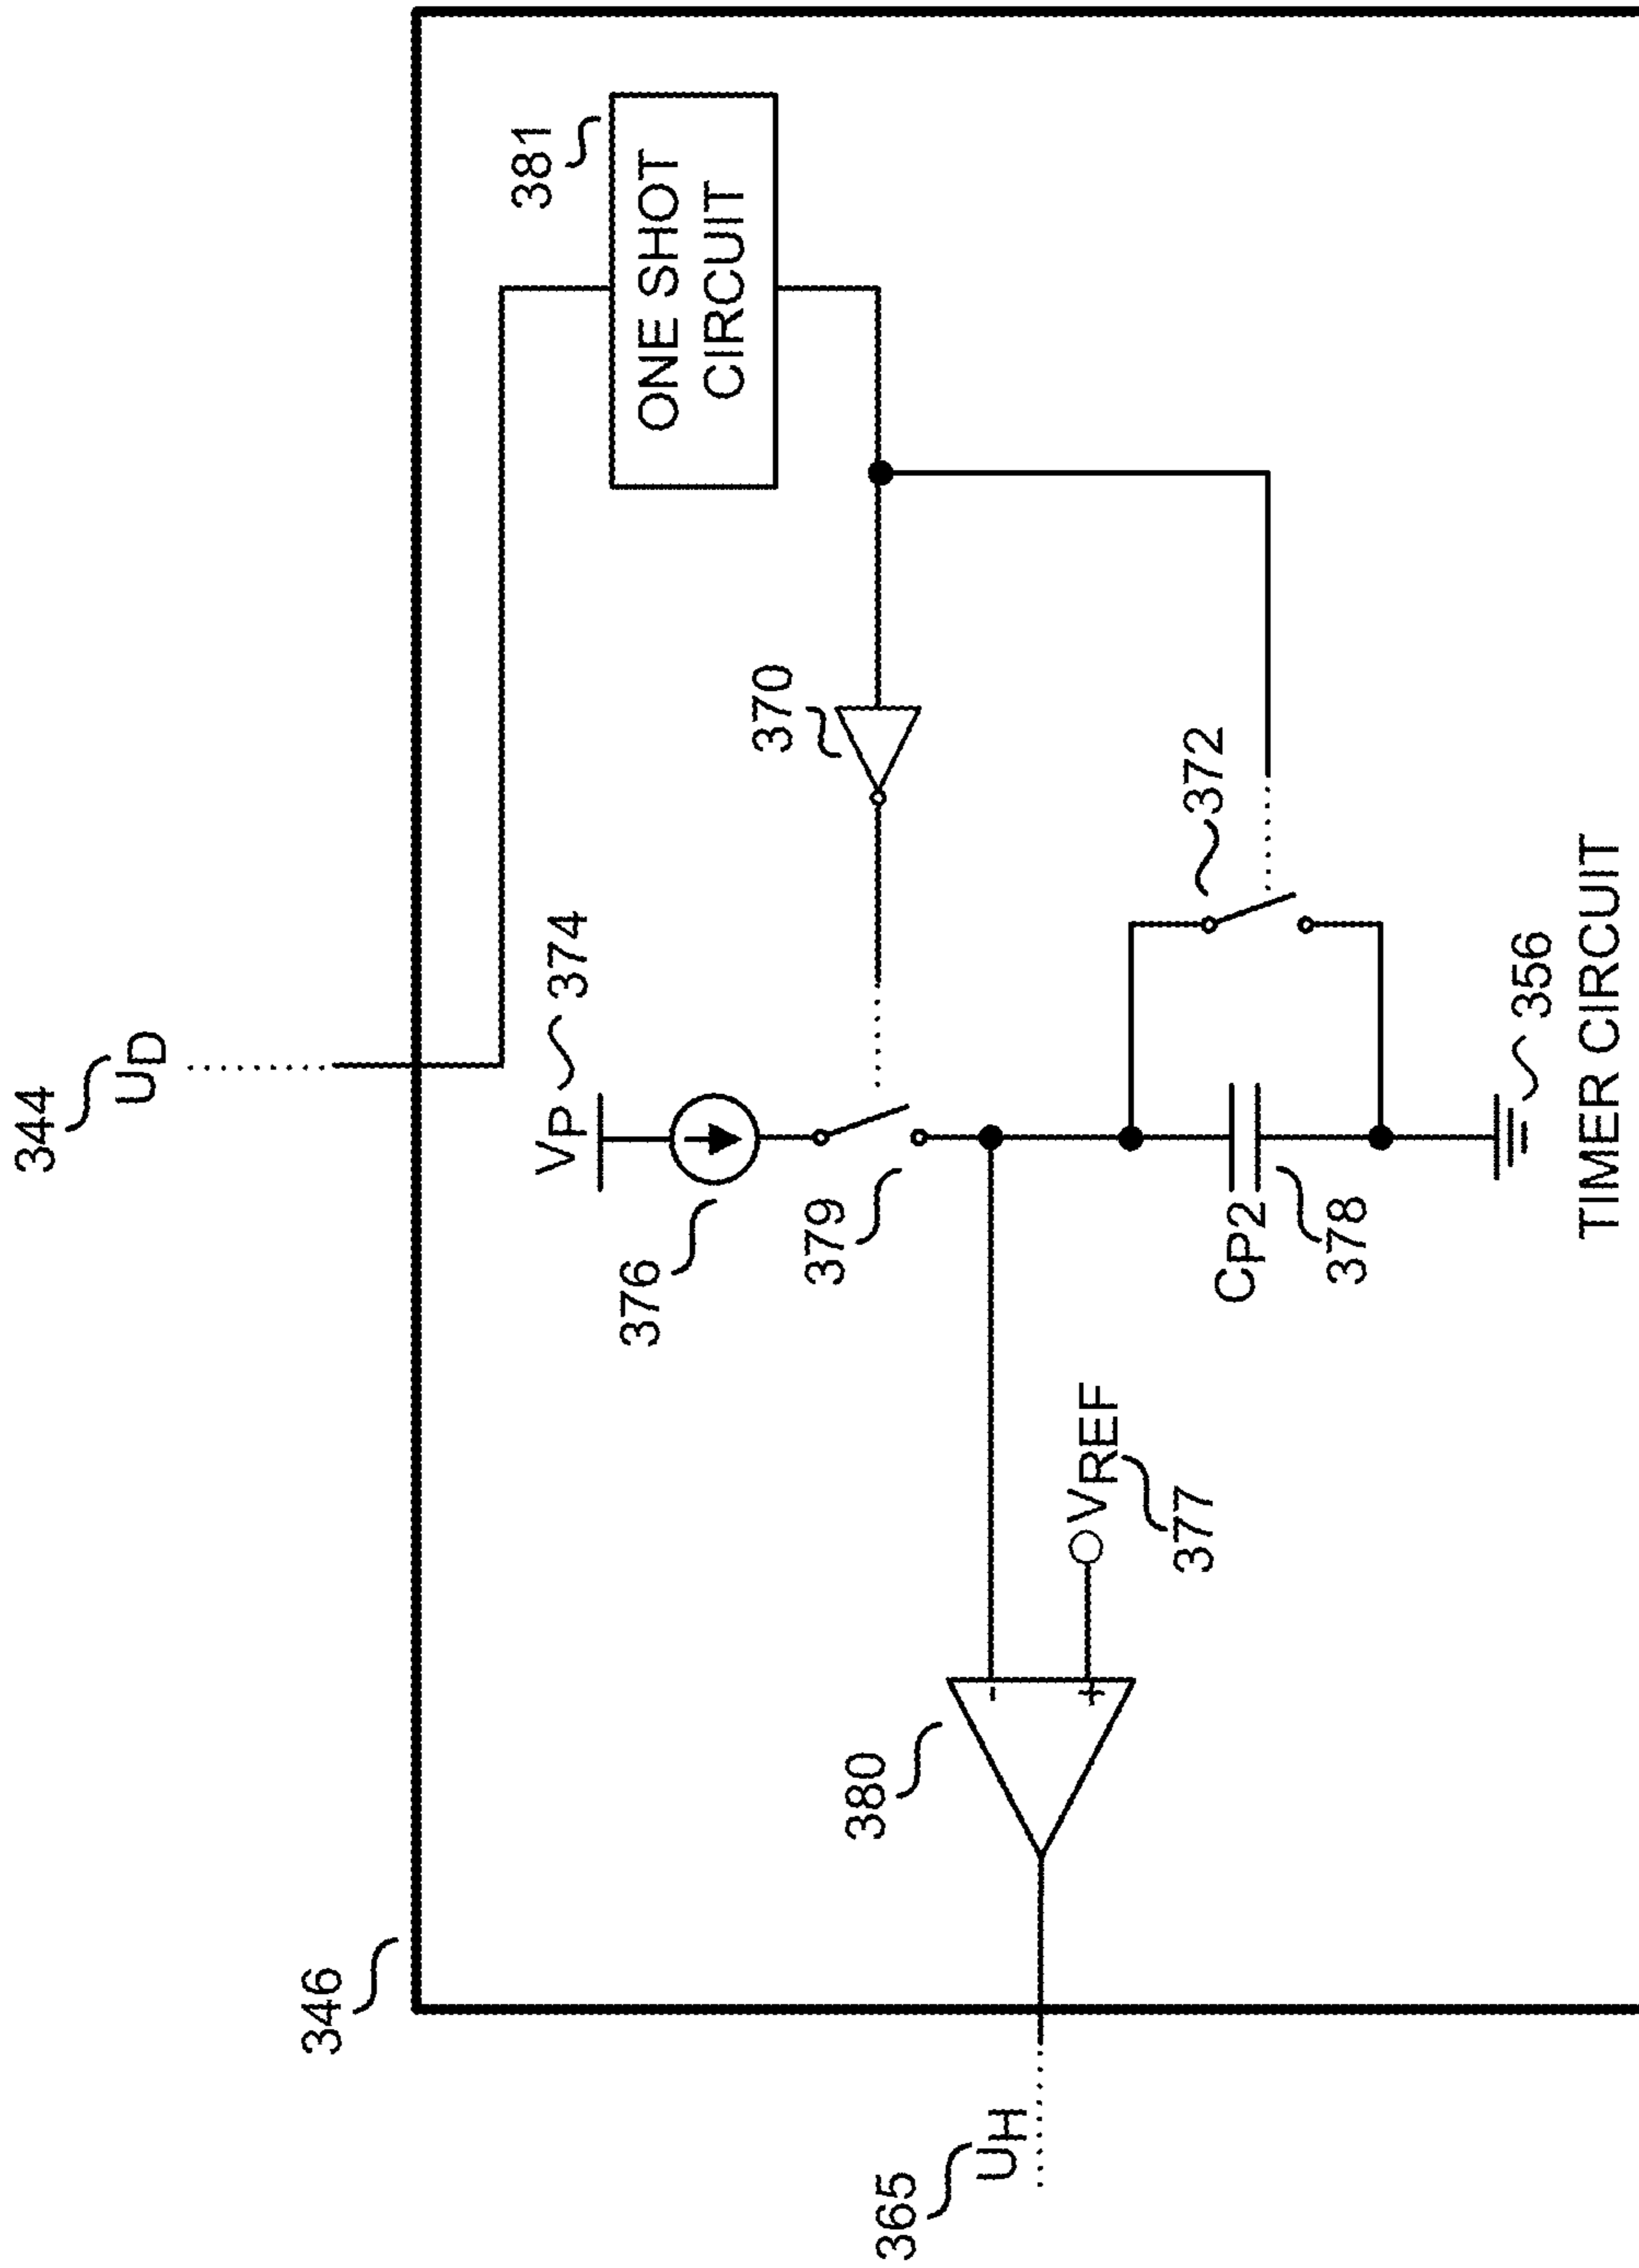 344
UD
346
381
ONE SHOT
CIRCUIT
VP
374
370
376
379
380
VREF
377
372
CP2
378
365
UH
356
TIMER CIRCUIT
-
+